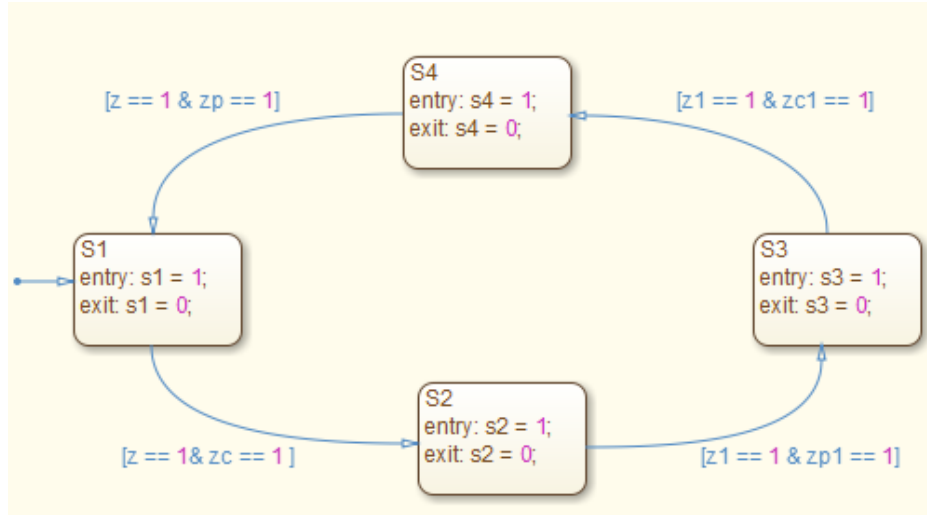 S4
entry: s4 = 1;
exit: s4 = 0;
[z == 1 & zp == 1]
[z1 == 1 & zc1 == 1]
S1
entry: s1 = 1;
exit: s1 = 0;
S3
entry: s3 = 1;
exit: s3 = 0;
S2
entry: s2 = 1;
exit: s2 = 0;
[z == 1& zc == 1 ]
[z1 == 1 & zp1 == 1]